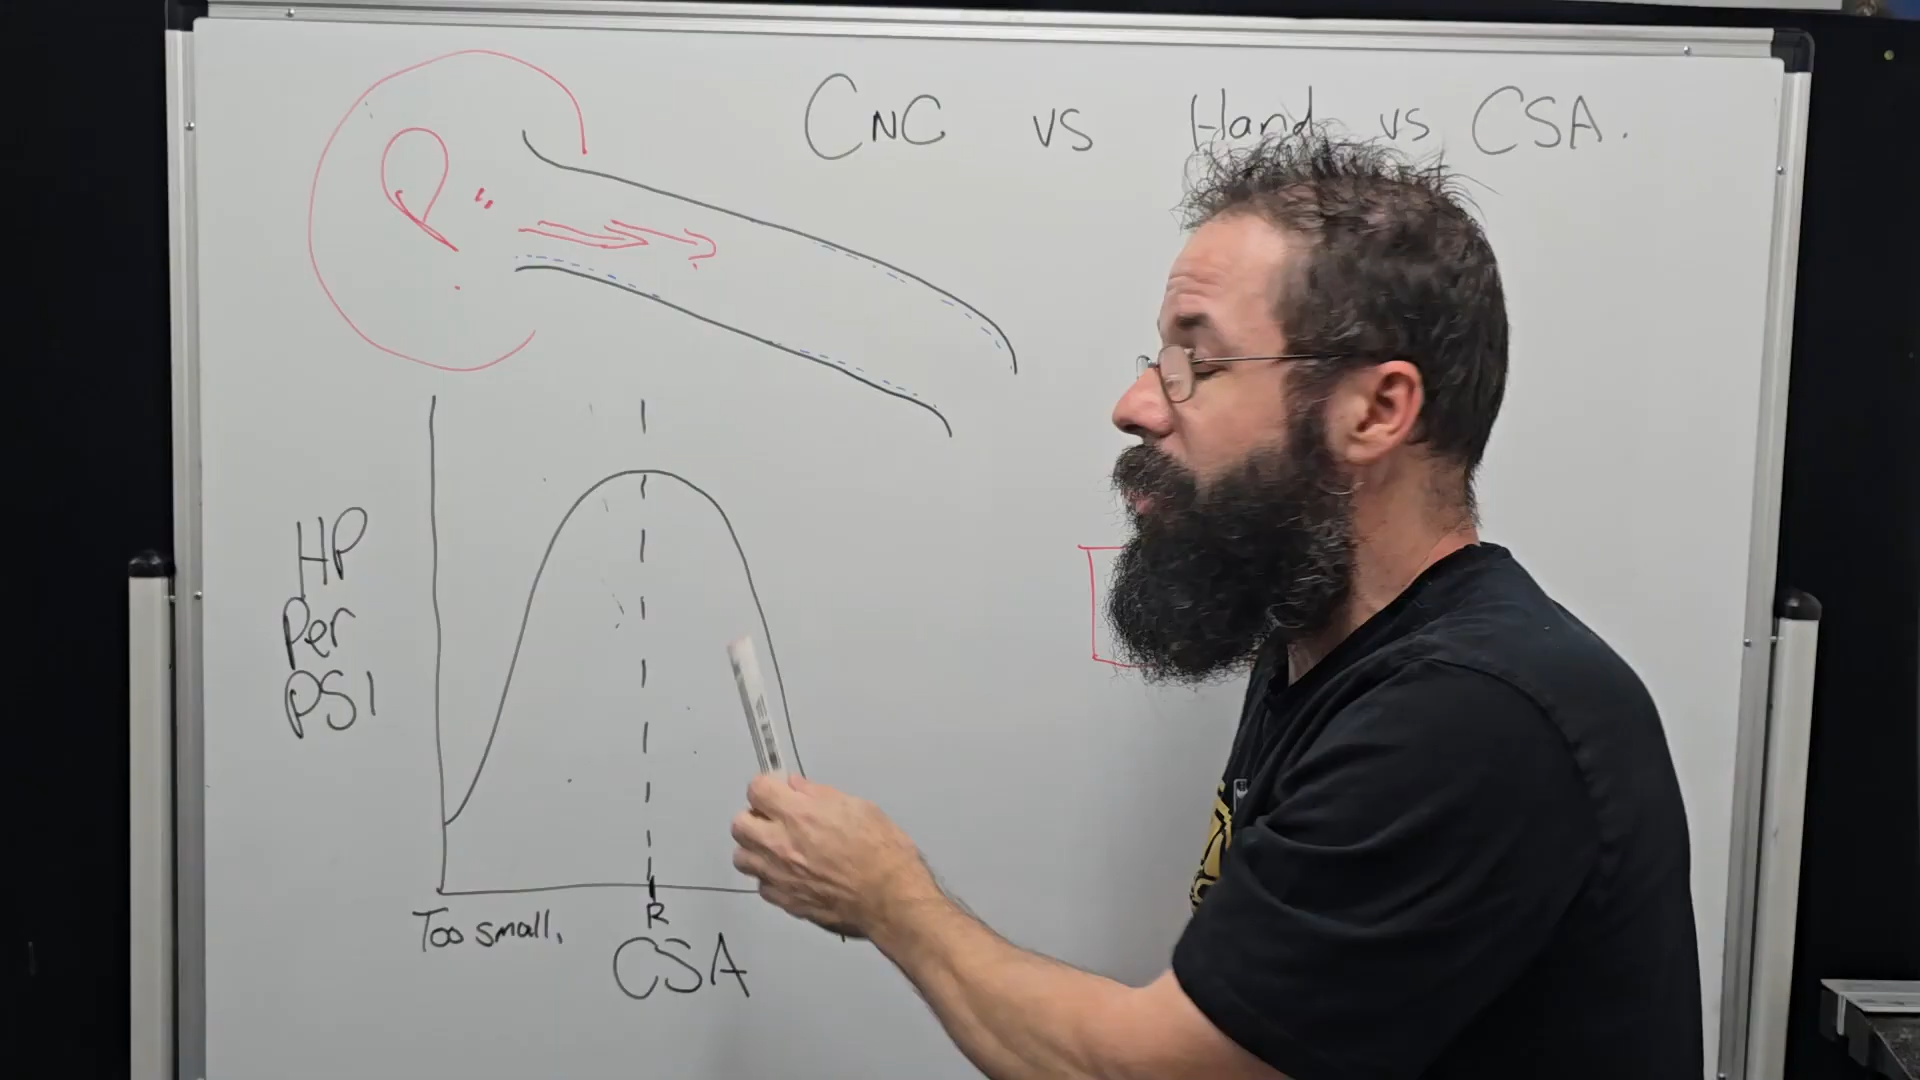 CNC vs Hand vs CSA.
HP
Per
PSI
Too small.
R
CSA